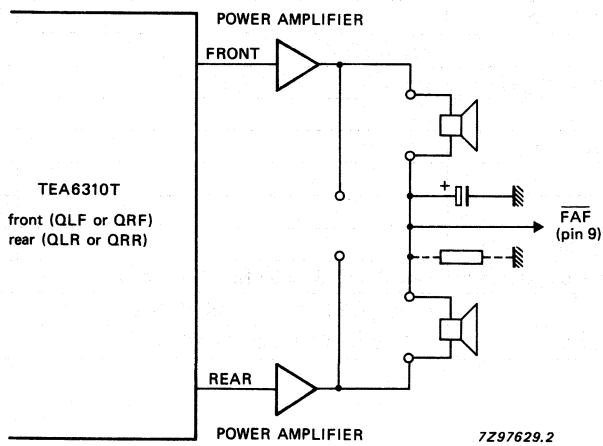 POWER AMPLIFIER
FRONT
TEA6310T
front (QLF or QRF)
rear (QLR or QRR)
+
F̅A̅F̅
(pin 9)
REAR
POWER AMPLIFIER
7Z97629.2